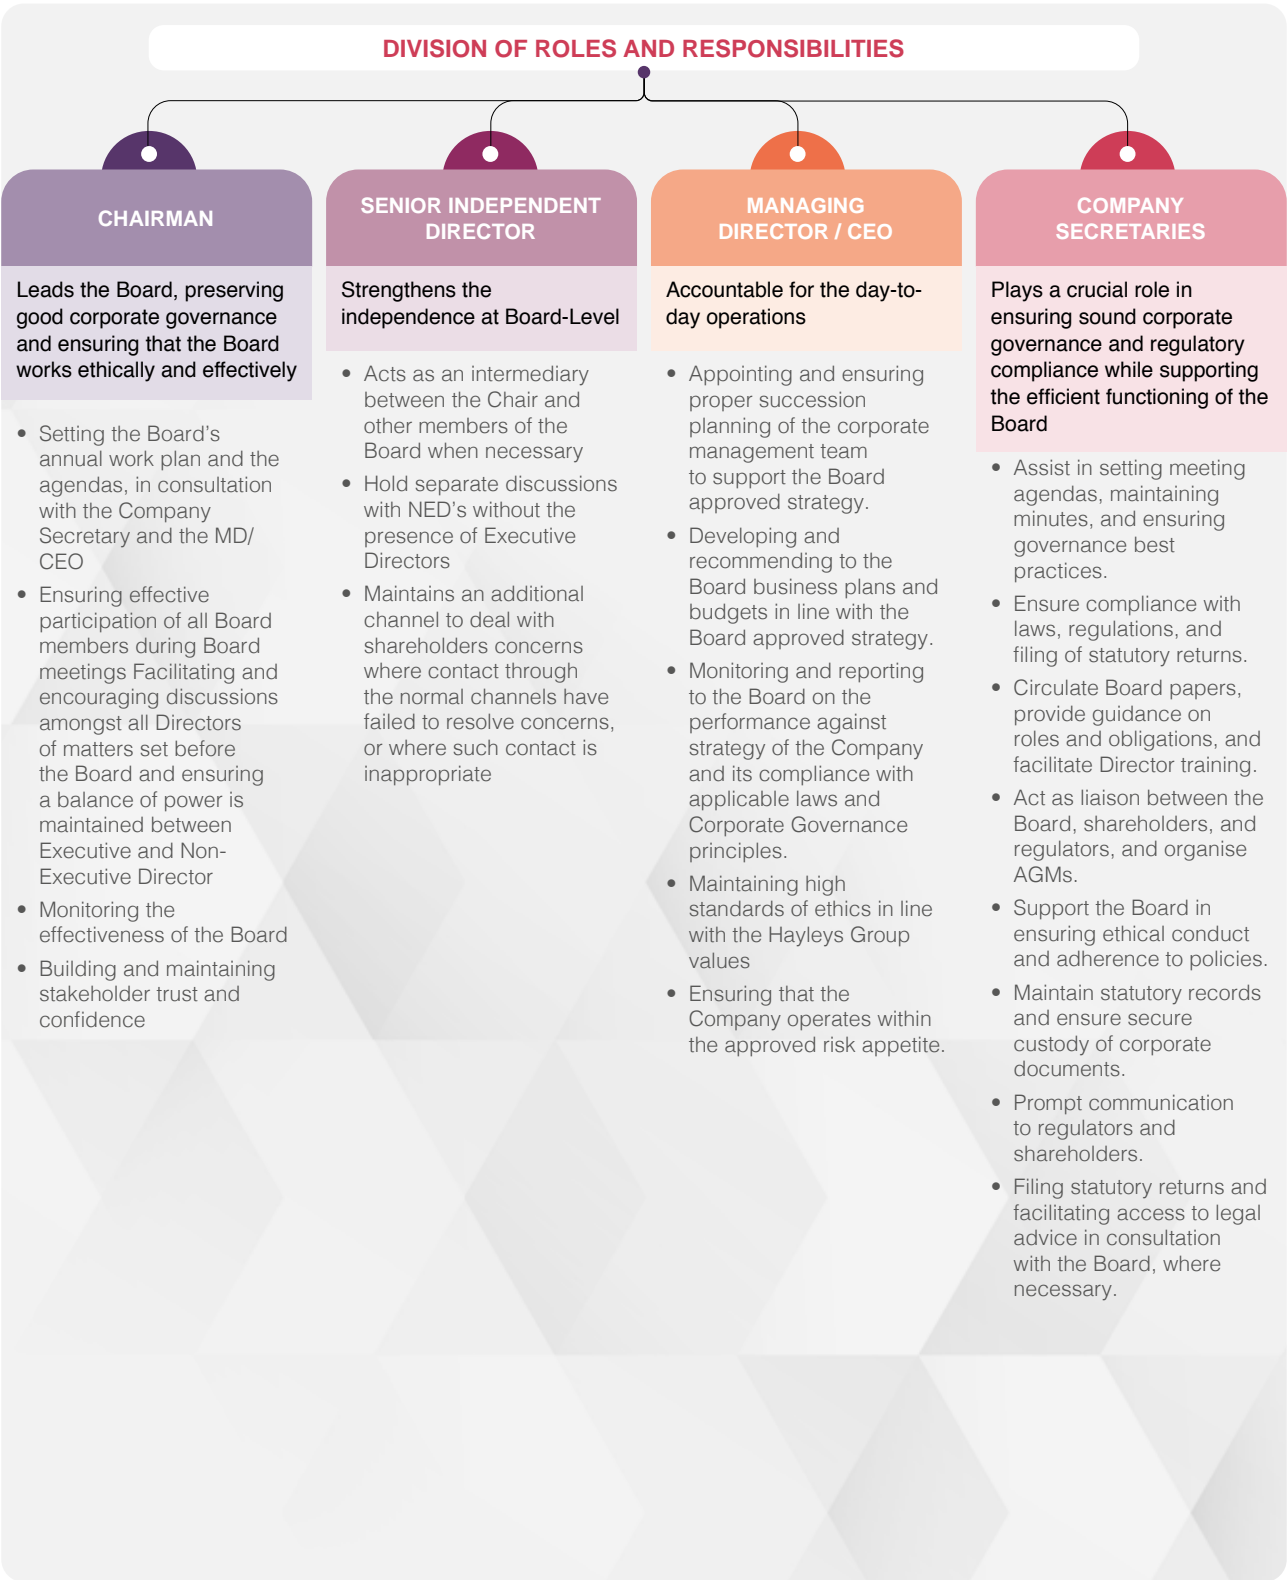 DIVISION OF ROLES AND RESPONSIBILITIES
CHAIRMAN
Leads the Board, preserving
good corporate governance
and ensuring that the Board
works ethically and effectively
• Setting the Board's
annual work plan and the
agendas, in consultation
with the Company
Secretary and the MD/
CEO
• Ensuring effective
participation of all Board
members during Board
meetings Facilitating and
encouraging discussions
amongst all Directors
of matters set before
the Board and ensuring
a balance of power is
maintained between
Executive and Non-
Executive Director
• Monitoring the
effectiveness of the Board
• Building and maintaining
stakeholder trust and
confidence
SENIOR INDEPENDENT
DIRECTOR
Strengthens the
independence at Board-Level
• Acts as an intermediary
between the Chair and
other members of the
Board when necessary
• Hold separate discussions
with NED's without the
presence of Executive
Directors
• Maintains an additional
channel to deal with
shareholders concerns
where contact through
the normal channels have
failed to resolve concerns,
or where such contact is
inappropriate
MANAGING
DIRECTOR / CEO
Accountable for the day-to-
day operations
• Appointing and ensuring
proper succession
planning of the corporate
management team
to support the Board
approved strategy.
• Developing and
recommending to the
Board business plans and
budgets in line with the
Board approved strategy.
• Monitoring and reporting
to the Board on the
performance against
strategy of the Company
and its compliance with
applicable laws and
Corporate Governance
principles.
• Maintaining high
standards of ethics in line
with the Hayleys Group
values
• Ensuring that the
Company operates within
the approved risk appetite.
COMPANY
SECRETARIES
Plays a crucial role in
ensuring sound corporate
governance and regulatory
compliance while supporting
the efficient functioning of the
Board
• Assist in setting meeting
agendas, maintaining
minutes, and ensuring
governance best
practices.
• Ensure compliance with
laws, regulations, and
filing of statutory returns.
• Circulate Board papers,
provide guidance on
roles and obligations, and
facilitate Director training.
• Act as liaison between the
Board, shareholders, and
regulators, and organise
AGMs.
• Support the Board in
ensuring ethical conduct
and adherence to policies.
• Maintain statutory records
and ensure secure
custody of corporate
documents.
• Prompt communication
to regulators and
shareholders.
• Filing statutory returns and
facilitating access to legal
advice in consultation
with the Board, where
necessary.